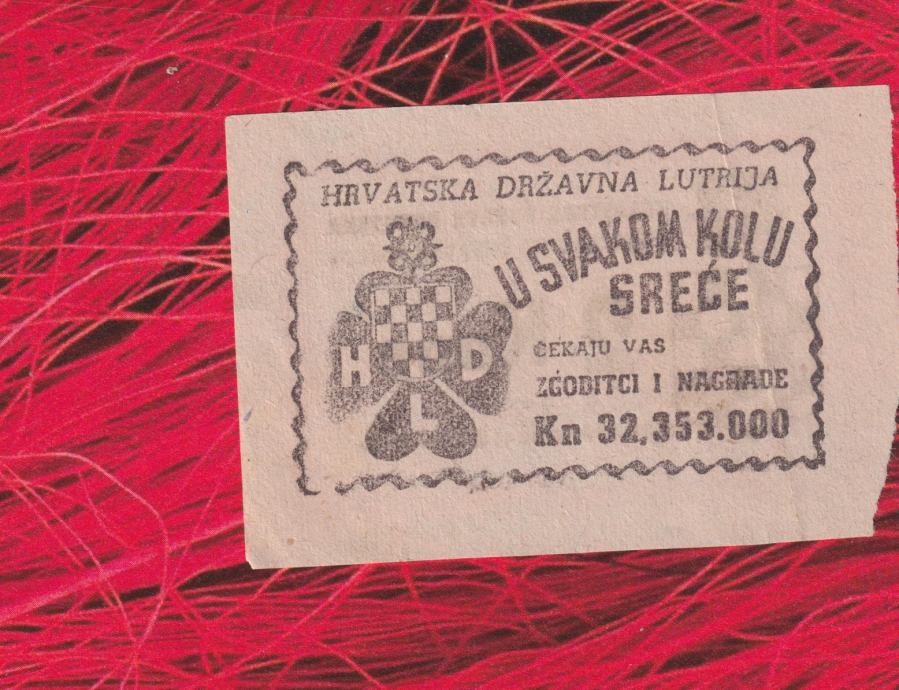 HRVATSKA DRŽAVNA LUTRIJA
U SVAKOM KOLU
SREĆE
ČEKAJU VAS
ZGODITCI I NAGRADE
Kn 32,353.000
H D
L